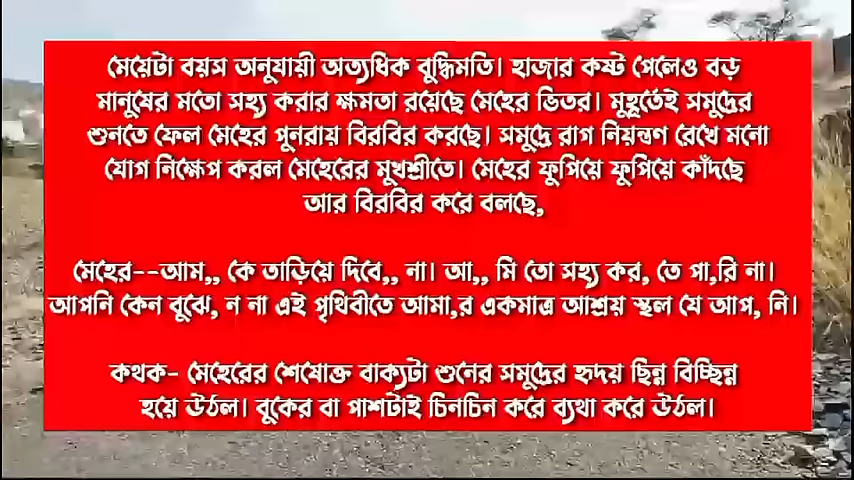 মেয়েটা বয়স অনুযায়ী অত্যধিক বুদ্ধিমতি। হাজার কষ্ট পেলেও বড়
মানুষের মতো সহ্য করার ক্ষমতা রয়েছে মেহের ভিতর। মুহূর্তেই সমুদ্রের
শুনতে ফেল মেহের পুনরায় বিরবির করছে। সমুদ্রে রাগ নিয়ন্ত্রণ রেখে মনো
যোগ নিক্ষেপ করল মেহেরের মুখশ্রীতে। মেহের ফুপিয়ে ফুপিয়ে কাঁদছে
আর বিরবির করে বলছে,
মেহের--আম,, কে তাড়িয়ে দিবে,, না। আ,, মি তো সহ্য কর, তে পা,রি না।
আপনি কেন বুঝে, ন না এই পৃথিবীতে আমা,র একমাত্র আশ্রয় স্থল যে আপ, নি।
কথক- মেহেরের শেষোক্ত বাক্যটা শুনের সমুদ্রের হৃদয় ছিন্ন বিচ্ছিন্ন
হয়ে উঠল। বুকের বা পাশটাই চিনচিন করে ব্যথা করে উঠল।